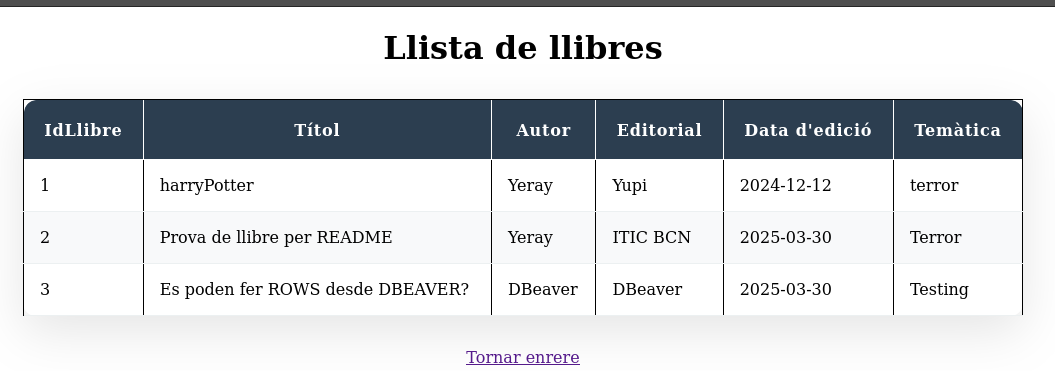 Llista de llibres
IdLlibre Títol Autor Editorial Data d'edició Temàtica
1 harryPotter Yeray Yupi 2024-12-12 terror
2 Prova de llibre per README Yeray ITIC BCN 2025-03-30 Terror
3 Es poden fer ROWS desde DBEAVER? DBeaver DBeaver 2025-03-30 Testing
Tornar enrere